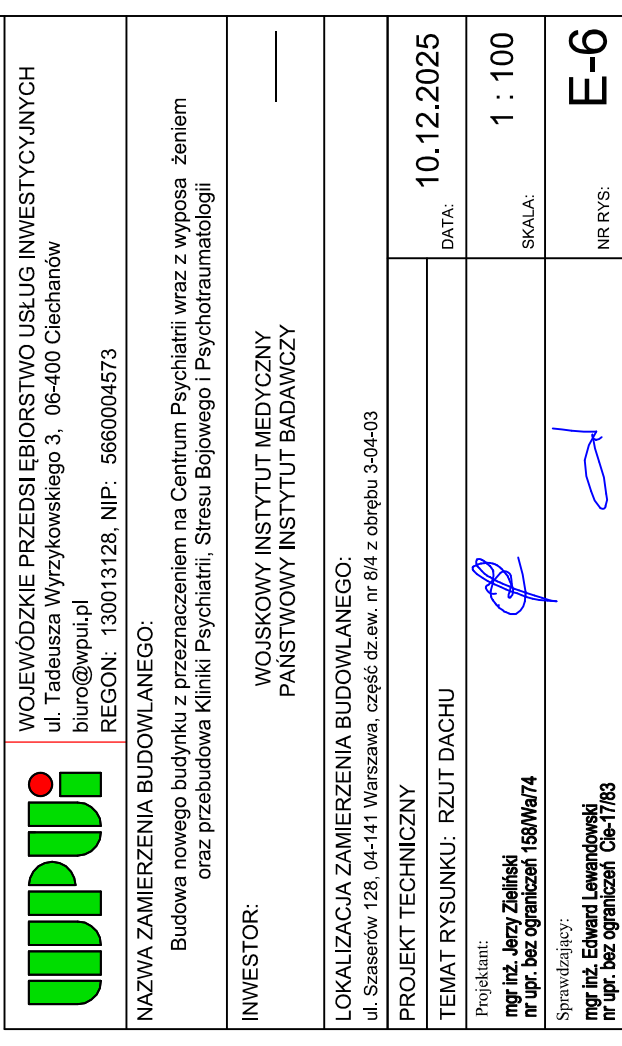 wpui
WOJEWÓDZKIE PRZEDSI ĘBIORSTWO USŁUG INWESTYCYJNYCH
ul. Tadeusza Wyrzykowskiego 3, 06-400 Ciechanów
biuro@wpui.pl
REGON: 130013128, NIP: 5660004573
NAZWA ZAMIERZENIA BUDOWLANEGO:
Budowa nowego budynku z przeznaczeniem na Centrum Psychiatrii wraz z wyposa żeniem
oraz przebudowa Kliniki Psychiatrii, Stresu Bojowego i Psychotraumatologii
INWESTOR:
WOJSKOWY INSTYTUT MEDYCZNY
PAŃSTWOWY INSTYTUT BADAWCZY
LOKALIZACJA ZAMIERZENIA BUDOWLANEGO:
ul. Szaserów 128, 04-141 Warszawa, część dz.ew. nr 8/4 z obrębu 3-04-03
PROJEKT TECHNICZNY
TEMAT RYSUNKU: RZUT DACHU
DATA: 10.12.2025
Projektant:
mgr inż. Jerzy Zieliński
nr upr. bez ograniczeń 158/Wa/74
SKALA: 1 : 100
Sprawdzający:
mgr inż. Edward Lewandowski
nr upr. bez ograniczeń Cie-17/83
NR RYS: E-6